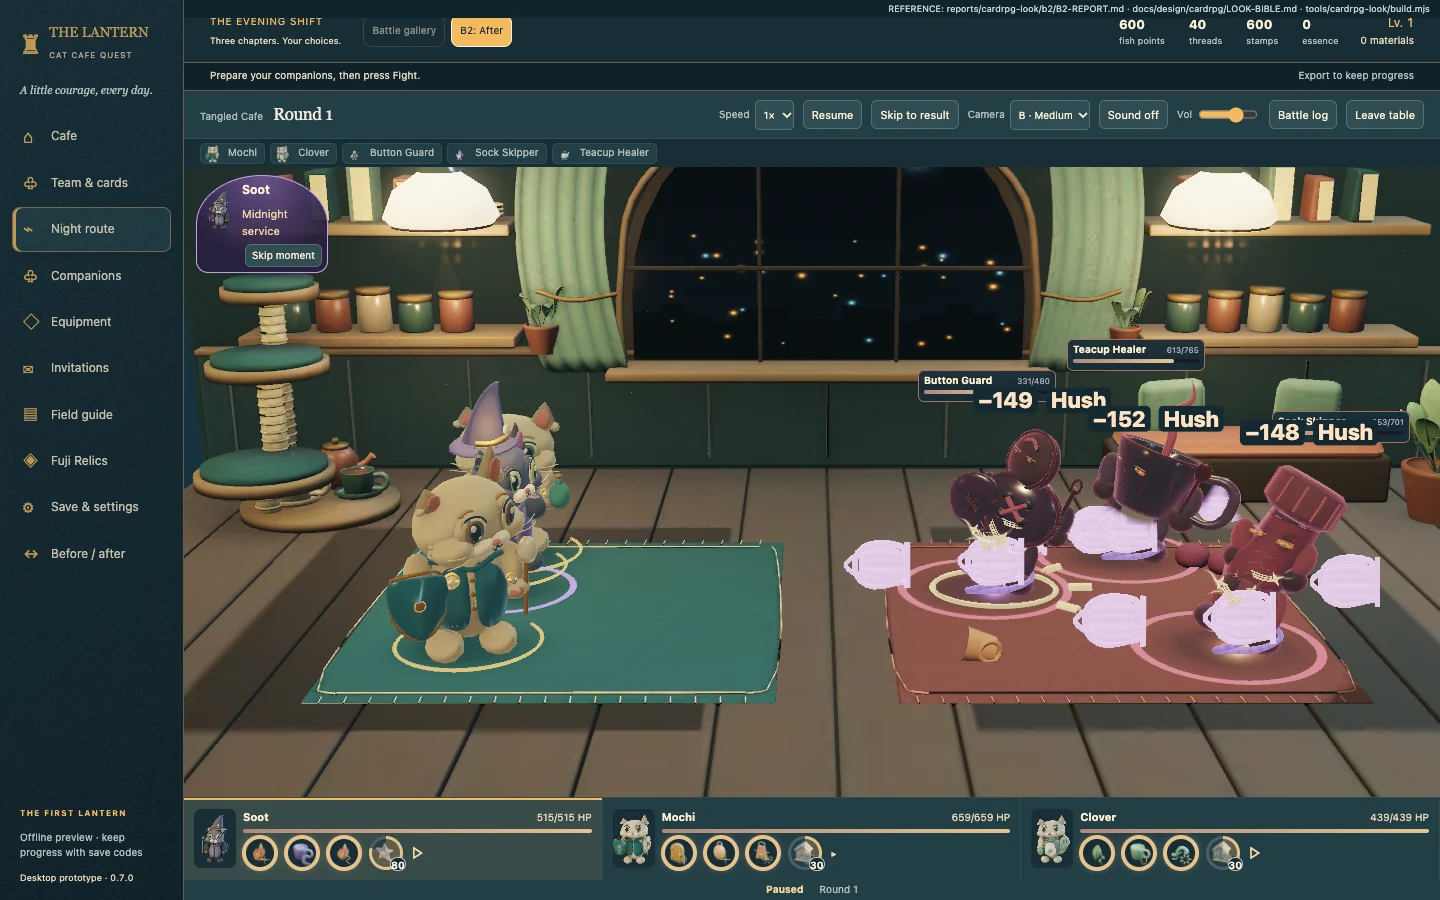 REFERENCE: reports/cardrpg-look/b2/B2-REPORT.md · docs/design/cardrpg/LOOK-BIBLE.md · tools/cardrpg-look/build.mjs
THE LANTERN
CAT CAFE QUEST
A little courage, every day.
Cafe
Team & cards
Night route
Companions
Equipment
Invitations
Field guide
Fuji Relics
Save & settings
Before / after
THE FIRST LANTERN
Offline preview · keep
progress with save codes
Desktop prototype · 0.7.0
THE EVENING SHIFT
Three chapters. Your choices.
Battle gallery
B2: After
600
fish points
40
threads
600
stamps
0
essence
Lv. 1
0 materials
Prepare your companions, then press Fight.
Export to keep progress
Tangled Cafe
Round 1
Speed
1x
Resume
Skip to result
Camera
B · Medium
Sound off
Vol
Battle log
Leave table
Mochi
Clover
Button Guard
Sock Skipper
Teacup Healer
Soot
Midnight
service
Skip moment
Teacup Healer 613/765
Button Guard 331/480
−149 Hush
−152 Hush
−148 Hush
Soot
515/515 HP
80
Mochi
659/659 HP
30
Clover
439/439 HP
30
Paused
Round 1